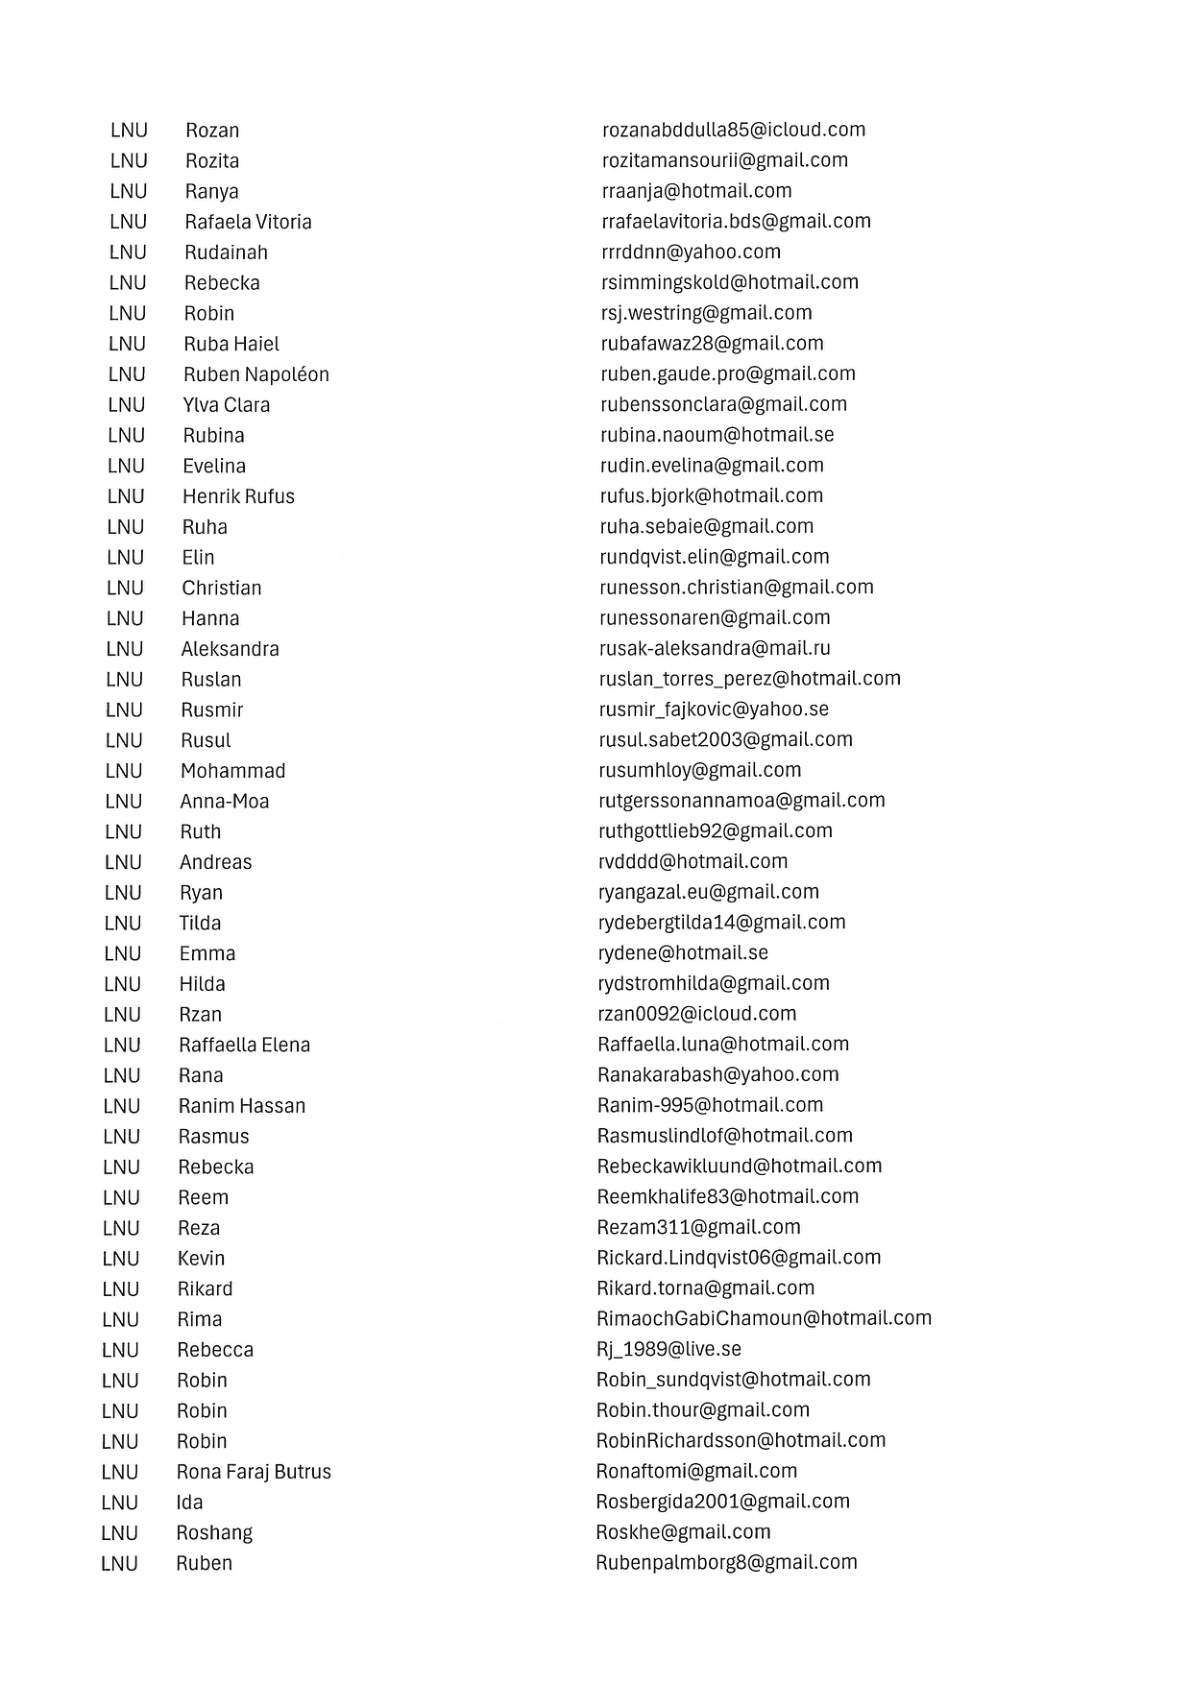 LNU Rozan rozanabddulla85@icloud.com
LNU Rozita rozitamansourii@gmail.com
LNU Ranya rraanja@hotmail.com
LNU Rafaela Vitoria rrafaelavitoria.bds@gmail.com
LNU Rudainah rrrddnn@yahoo.com
LNU Rebecka rsimmingskold@hotmail.com
LNU Robin rsj.westring@gmail.com
LNU Ruba Haiel rubafawaz28@gmail.com
LNU Ruben Napoléon ruben.gaude.pro@gmail.com
LNU Ylva Clara rubenssonclara@gmail.com
LNU Rubina rubina.naoum@hotmail.se
LNU Evelina rudin.evelina@gmail.com
LNU Henrik Rufus rufus.bjork@hotmail.com
LNU Ruha ruha.sebaie@gmail.com
LNU Elin rundqvist.elin@gmail.com
LNU Christian runesson.christian@gmail.com
LNU Hanna runessonaren@gmail.com
LNU Aleksandra rusak-aleksandra@mail.ru
LNU Ruslan ruslan_torres_perez@hotmail.com
LNU Rusmir rusmir_fajkovic@yahoo.se
LNU Rusul rusul.sabet2003@gmail.com
LNU Mohammad rusumhloy@gmail.com
LNU Anna-Moa rutgerssonannamoa@gmail.com
LNU Ruth ruthgottlieb92@gmail.com
LNU Andreas rvdddd@hotmail.com
LNU Ryan ryangazal.eu@gmail.com
LNU Tilda rydebergtilda14@gmail.com
LNU Emma rydene@hotmail.se
LNU Hilda rydstromhilda@gmail.com
LNU Rzan rzan0092@icloud.com
LNU Raffaella Elena Raffaella.luna@hotmail.com
LNU Rana Ranakarabash@yahoo.com
LNU Ranim Hassan Ranim-995@hotmail.com
LNU Rasmus Rasmuslindlof@hotmail.com
LNU Rebecka Rebeckawikluund@hotmail.com
LNU Reem Reemkhalife83@hotmail.com
LNU Reza Rezam311@gmail.com
LNU Kevin Rickard.Lindqvist06@gmail.com
LNU Rikard Rikard.torna@gmail.com
LNU Rima RimaochGabiChamoun@hotmail.com
LNU Rebecca Rj_1989@live.se
LNU Robin Robin_sundqvist@hotmail.com
LNU Robin Robin.thour@gmail.com
LNU Robin RobinRichardsson@hotmail.com
LNU Rona Faraj Butrus Ronaftomi@gmail.com
LNU Ida Rosbergida2001@gmail.com
LNU Roshang Roskhe@gmail.com
LNU Ruben Rubenpalmborg8@gmail.com